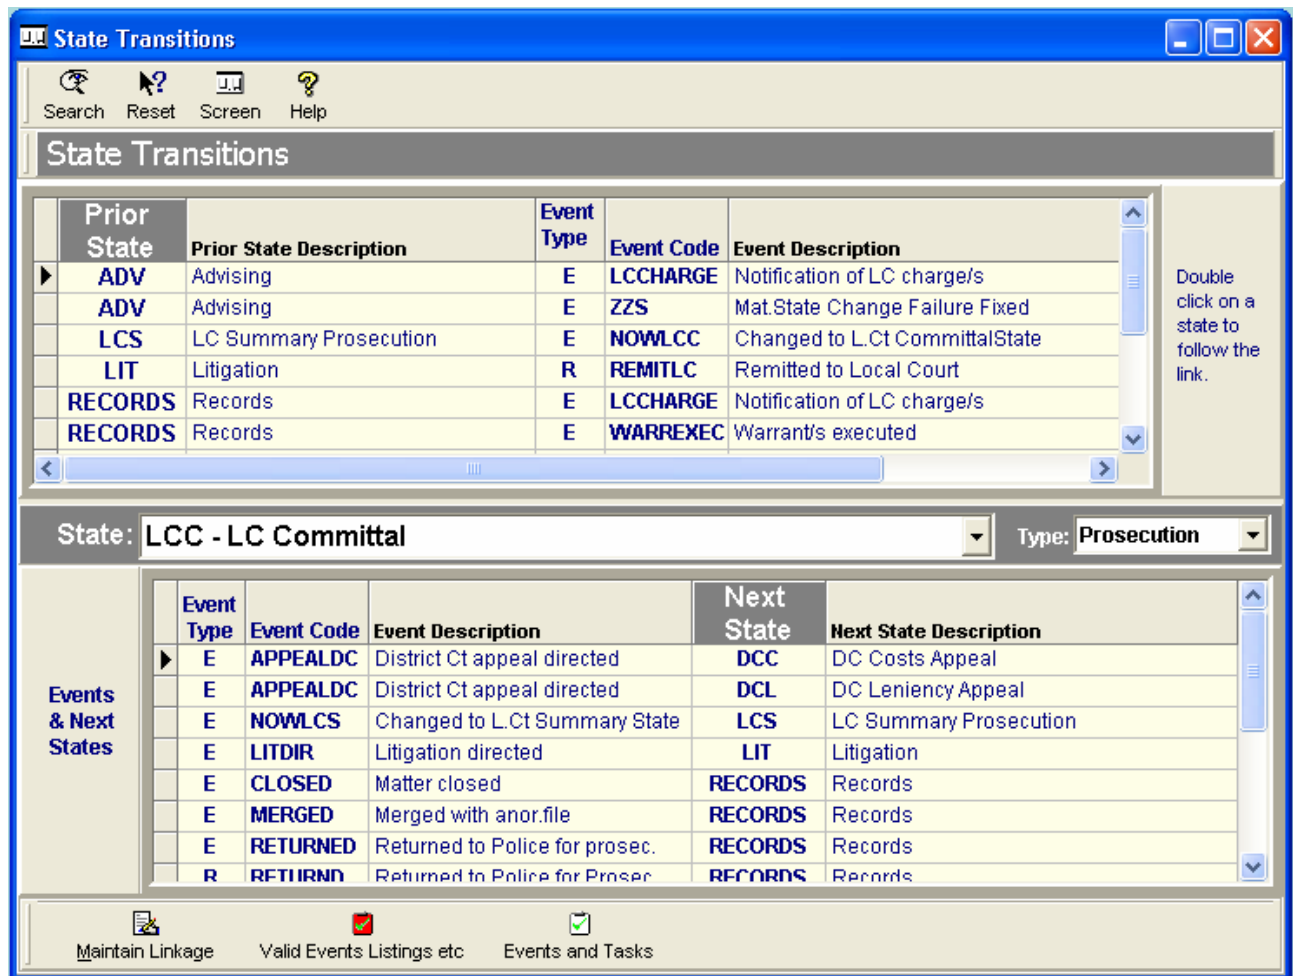 State Transitions
Search Reset Screen Help
State Transitions
Prior State Prior State Description Event Type Event Code Event Description
ADV Advising E LCCHARGE Notification of LC charge/s
ADV Advising E ZZS Mat.State Change Failure Fixed
LCS LC Summary Prosecution E NOWLCC Changed to L.Ct CommittalState
LIT Litigation R REMITLC Remitted to Local Court
RECORDS Records E LCCHARGE Notification of LC charge/s
RECORDS Records E WARREXEC Warrant/s executed
Double
click on a
state to
follow the
link.
State: LCC - LC Committal Type: Prosecution
Events
& Next
States
Event Type Event Code Event Description Next State Next State Description
E APPEALDC District Ct appeal directed DCC DC Costs Appeal
E APPEALDC District Ct appeal directed DCL DC Leniency Appeal
E NOWLCS Changed to L.Ct Summary State LCS LC Summary Prosecution
E LITDIR Litigation directed LIT Litigation
E CLOSED Matter closed RECORDS Records
E MERGED Merged with anor.file RECORDS Records
E RETURNED Returned to Police for prosec. RECORDS Records
R RETURND Returned to Police for Prosec RECORDS Records
Maintain Linkage Valid Events Listings etc Events and Tasks